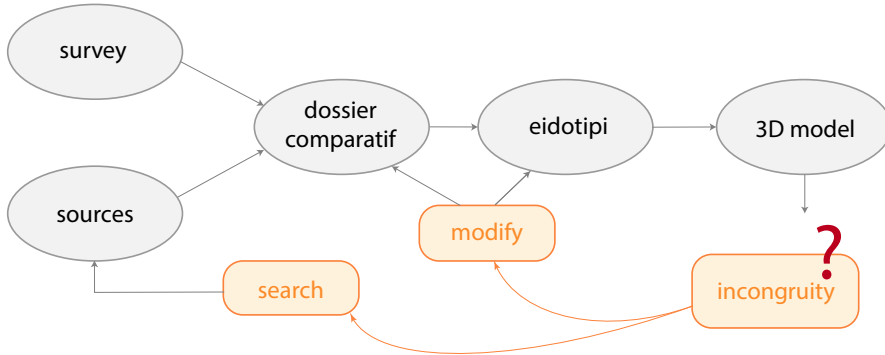 survey
dossier
comparatif
eidotipi
3D model
sources
modify
?
search
incongruity